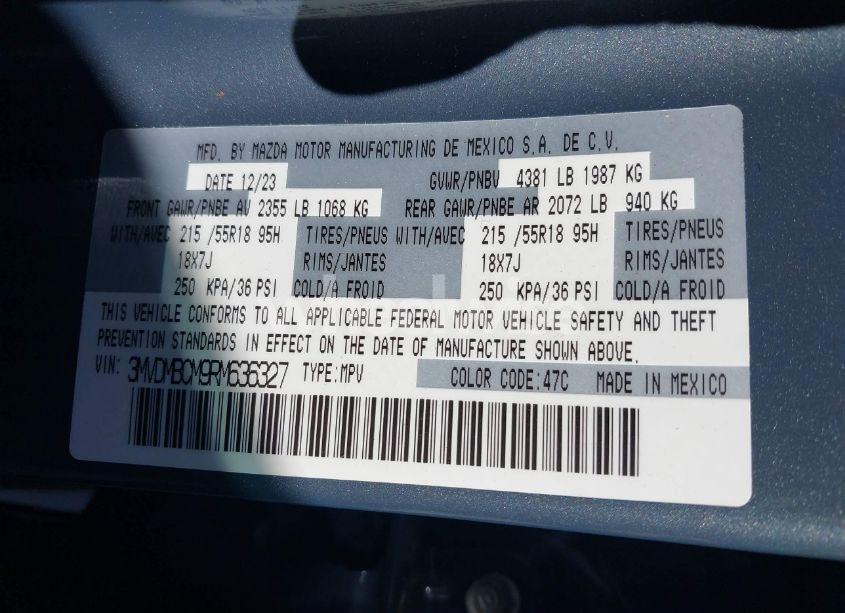 MFD. BY MAZDA MOTOR MANUFACTURING DE MEXICO S.A. DE C.V.
DATE 12/23 GVWR/PNBV 4381 LB 1987 KG
FRONT GAWR/PNBE AV 2355 LB 1068 KG REAR GAWR/PNBE AR 2072 LB 940 KG
WITH/AVEC 215 /55R18 95H TIRES/PNEUS WITH/AVEC 215 /55R18 95H TIRES/PNEUS
18X7J RIMS/JANTES 18X7J RIMS/JANTES
250 KPA/36 PSI COLD/A FROID 250 KPA/36 PSI COLD/A FROID
THIS VEHICLE CONFORMS TO ALL APPLICABLE FEDERAL MOTOR VEHICLE SAFETY AND THEFT
PREVENTION STANDARDS IN EFFECT ON THE DATE OF MANUFACTURE SHOWN ABOVE.
VIN: 3MVDMBCM9RM636327 TYPE:MPV COLOR CODE:47C MADE IN MEXICO